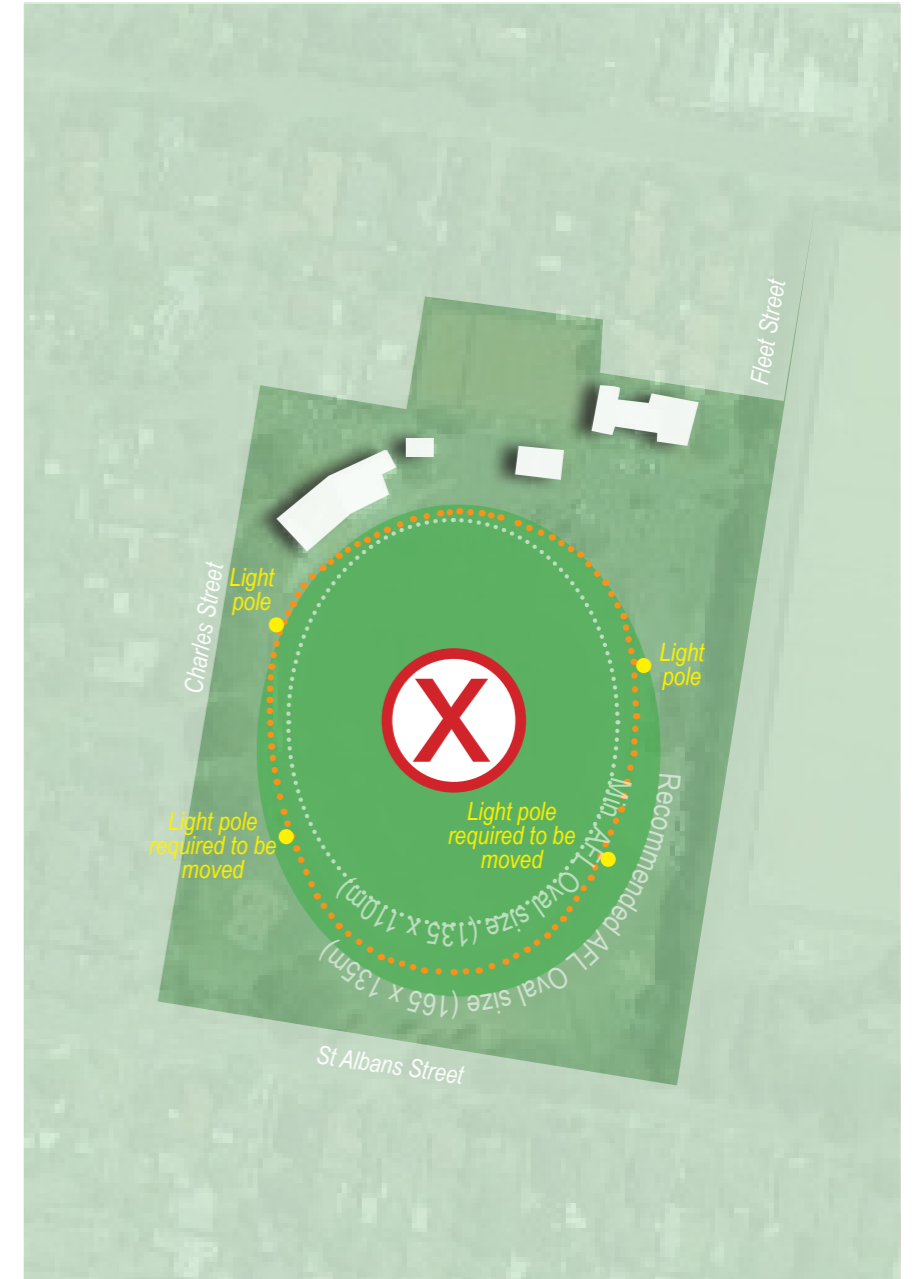 Fleet Street
Charles Street
Light
pole
Light
pole
X
Light pole
required to be
moved
Light pole
required to be
moved
Min. AFL Oval size (135 x 110m)
Recommended AFL Oval size (165 x 135m)
St Albans Street